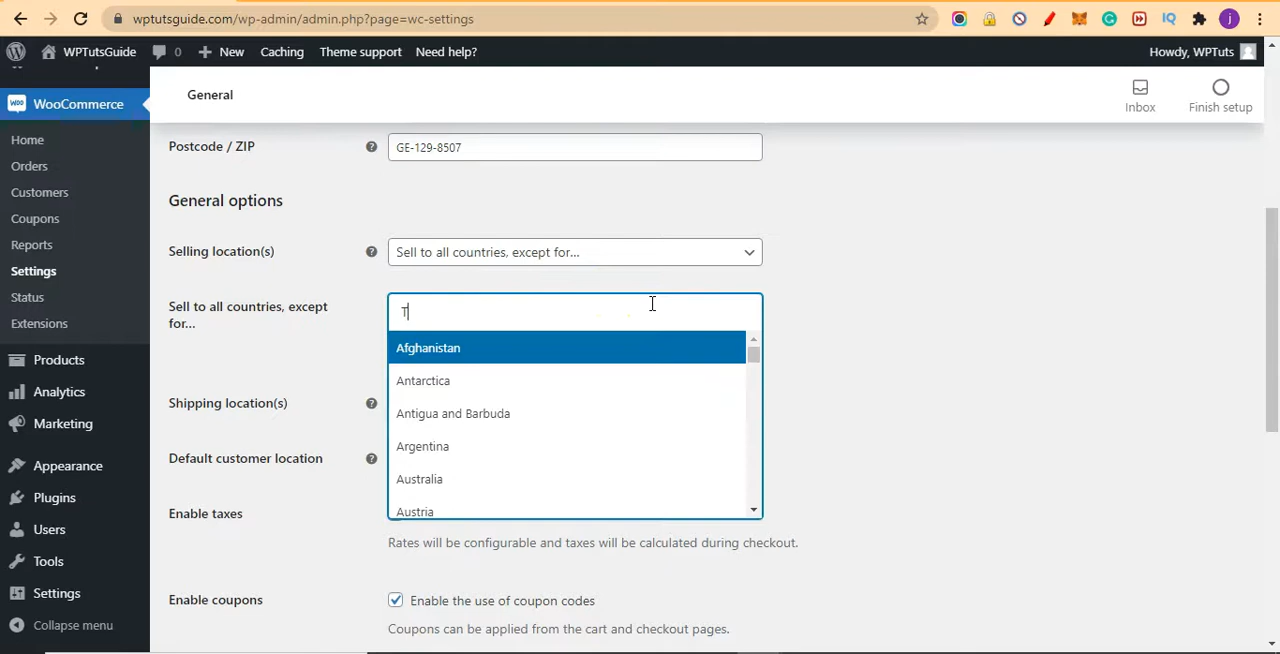 wptutsguide.com/wp-admin/admin.php?page=wc-settings
WPTutsGuide 0 New Caching Theme support Need help? Howdy, WPTuts
WooCommerce
Home
Orders
Customers
Coupons
Reports
Settings
Status
Extensions
Products
Analytics
Marketing
Appearance
Plugins
Users
Tools
Settings
Collapse menu
General
Inbox
Finish setup
Postcode / ZIP
GE-129-8507
General options
Selling location(s)
Sell to all countries, except for...
Sell to all countries, except
for...
T
Afghanistan
Antarctica
Antigua and Barbuda
Argentina
Australia
Austria
Shipping location(s)
Default customer location
Enable taxes
Rates will be configurable and taxes will be calculated during checkout.
Enable coupons
Enable the use of coupon codes
Coupons can be applied from the cart and checkout pages.